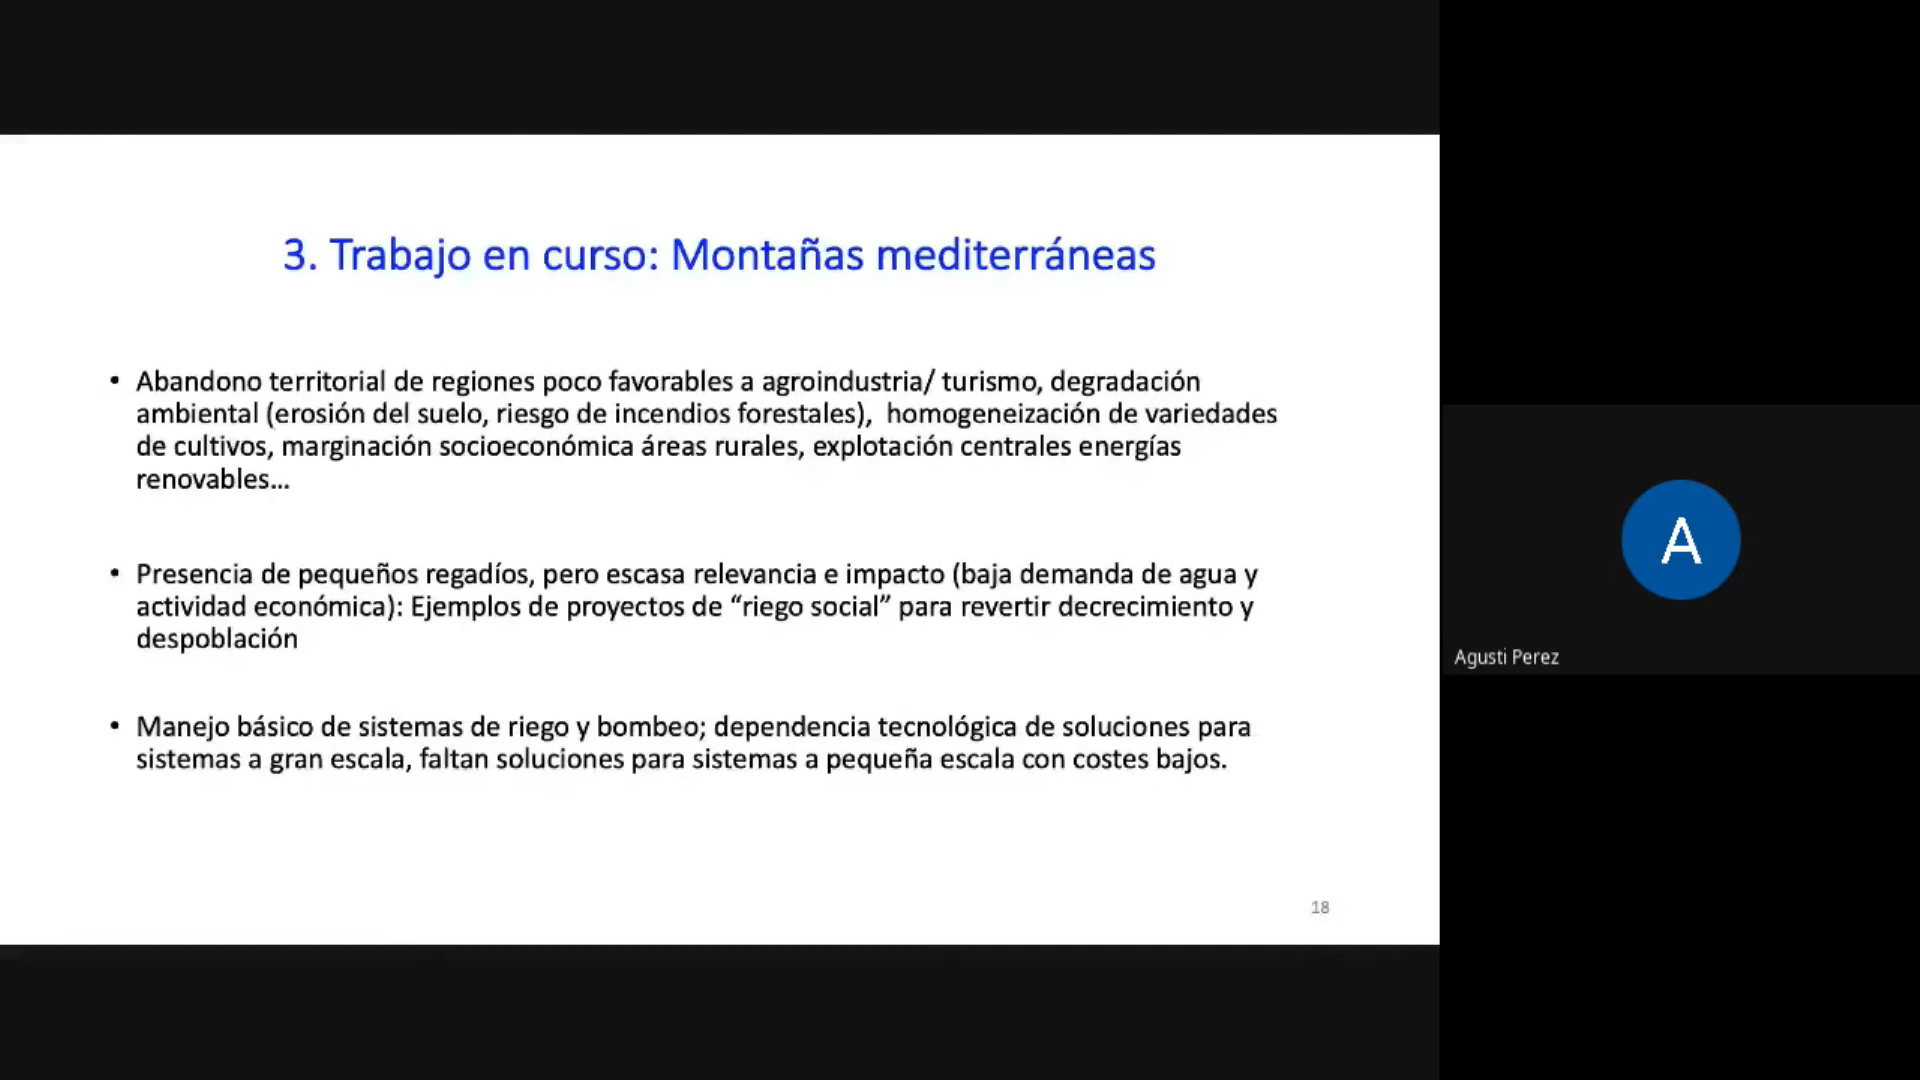 3. Trabajo en curso: Montañas mediterráneas
• Abandono territorial de regiones poco favorables a agroindustria/ turismo, degradación
ambiental (erosión del suelo, riesgo de incendios forestales),  homogeneización de variedades
de cultivos, marginación socioeconómica áreas rurales, explotación centrales energías
renovables…
• Presencia de pequeños regadíos, pero escasa relevancia e impacto (baja demanda de agua y
actividad económica): Ejemplos de proyectos de “riego social” para revertir decrecimiento y
despoblación
• Manejo básico de sistemas de riego y bombeo; dependencia tecnológica de soluciones para
sistemas a gran escala, faltan soluciones para sistemas a pequeña escala con costes bajos.
18
A
Agusti Perez